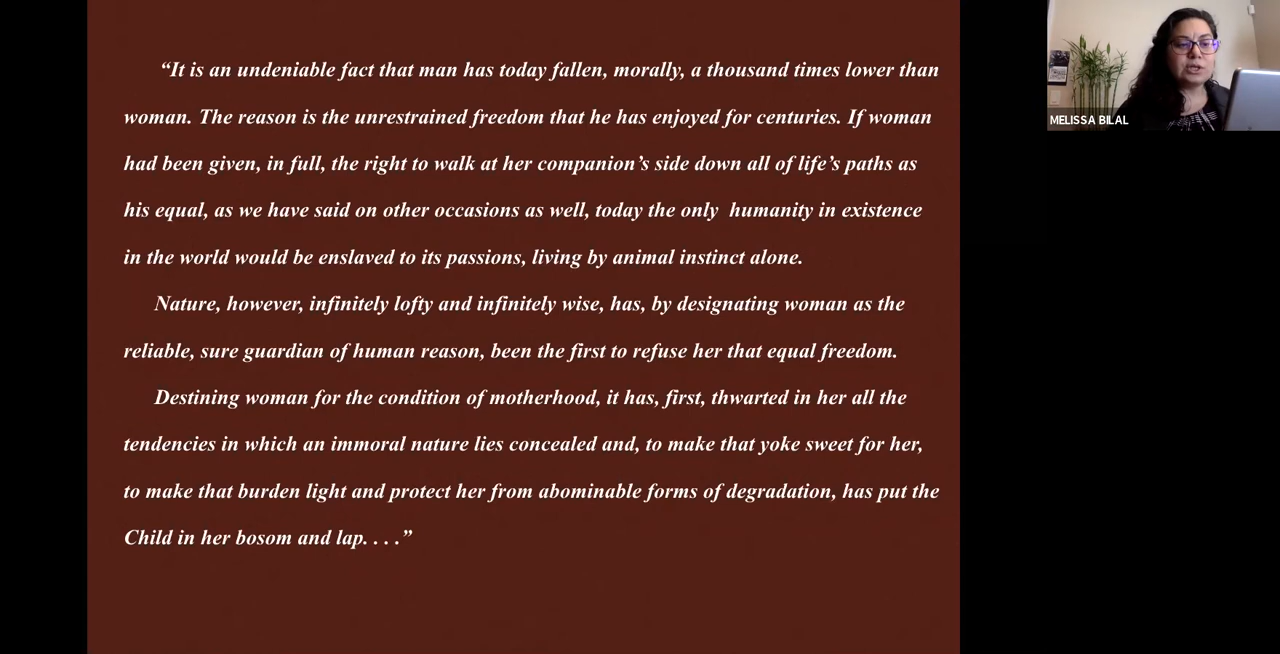 “It is an undeniable fact that man has today fallen, morally, a thousand times lower than
woman. The reason is the unrestrained freedom that he has enjoyed for centuries. If woman
had been given, in full, the right to walk at her companion’s side down all of life’s paths as
his equal, as we have said on other occasions as well, today the only humanity in existence
in the world would be enslaved to its passions, living by animal instinct alone.
Nature, however, infinitely lofty and infinitely wise, has, by designating woman as the
reliable, sure guardian of human reason, been the first to refuse her that equal freedom.
Destining woman for the condition of motherhood, it has, first, thwarted in her all the
tendencies in which an immoral nature lies concealed and, to make that yoke sweet for her,
to make that burden light and protect her from abominable forms of degradation, has put the
Child in her bosom and lap. . . .”
MELISSA BILAL